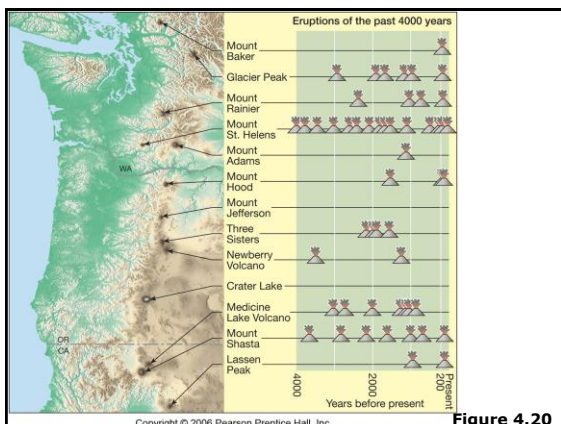 Eruptions of the past 4000 years
Mount
Baker
Glacier Peak
Mount
Rainier
Mount
St. Helens
Mount
Adams
Mount
Hood
Mount
Jefferson
Three
Sisters
Newberry
Volcano
Crater Lake
Medicine
Lake Volcano
Mount
Shasta
Lassen
Peak
WA
OR
CA
4000
2000
200
Present
Years before present
Copyright © 2006 Pearson Prentice Hall, Inc.
Figure 4.20